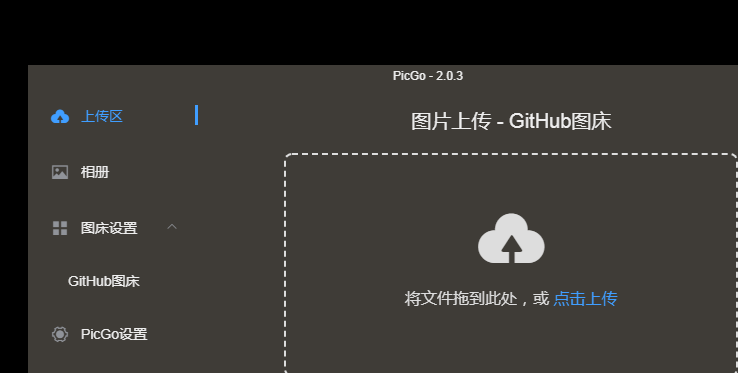 PicGo - 2.0.3
上传区
相册
图床设置
GitHub图床
PicGo设置
图片上传 - GitHub图床
将文件拖到此处，或 点击上传